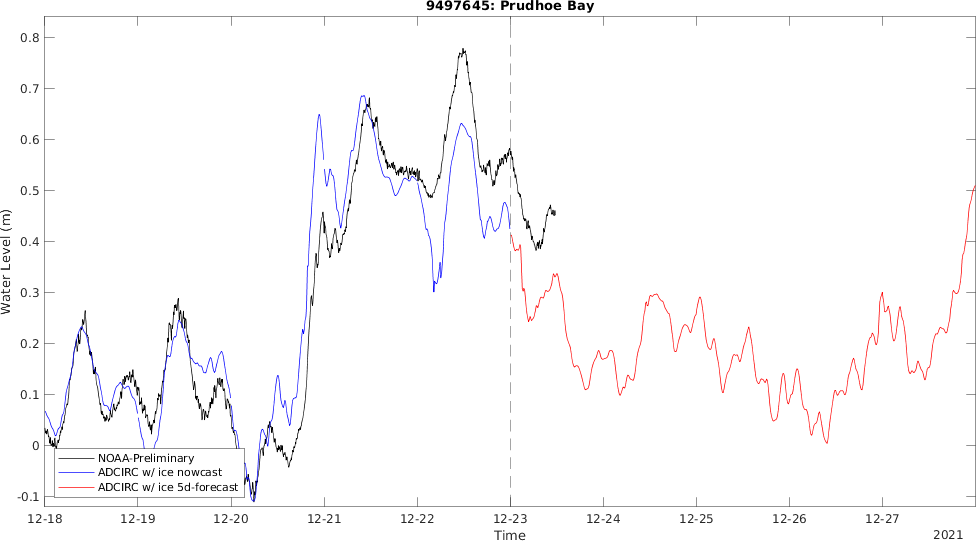 9497645: Prudhoe Bay
Water Level (m)
0.8
0.7
0.6
0.5
0.4
0.3
0.2
0.1
0
-0.1
NOAA-Preliminary
ADCIRC w/ ice nowcast
ADCIRC w/ ice 5d-forecast
12-18 12-19 12-20 12-21 12-22 12-23 12-24 12-25 12-26 12-27
Time
2021